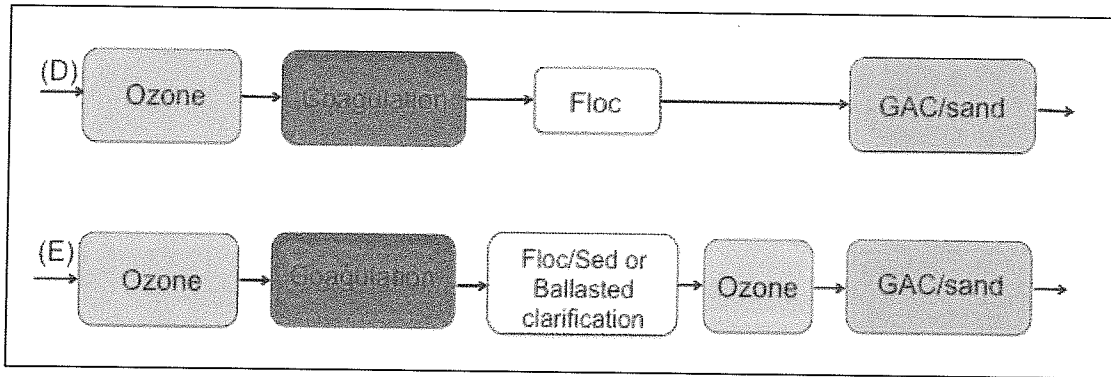 (D)
Ozone
Coagulation
Floc
GAC/sand
(E)
Ozone
Coagulation
Floc/Sed or
Ballasted
clarification
Ozone
GAC/sand